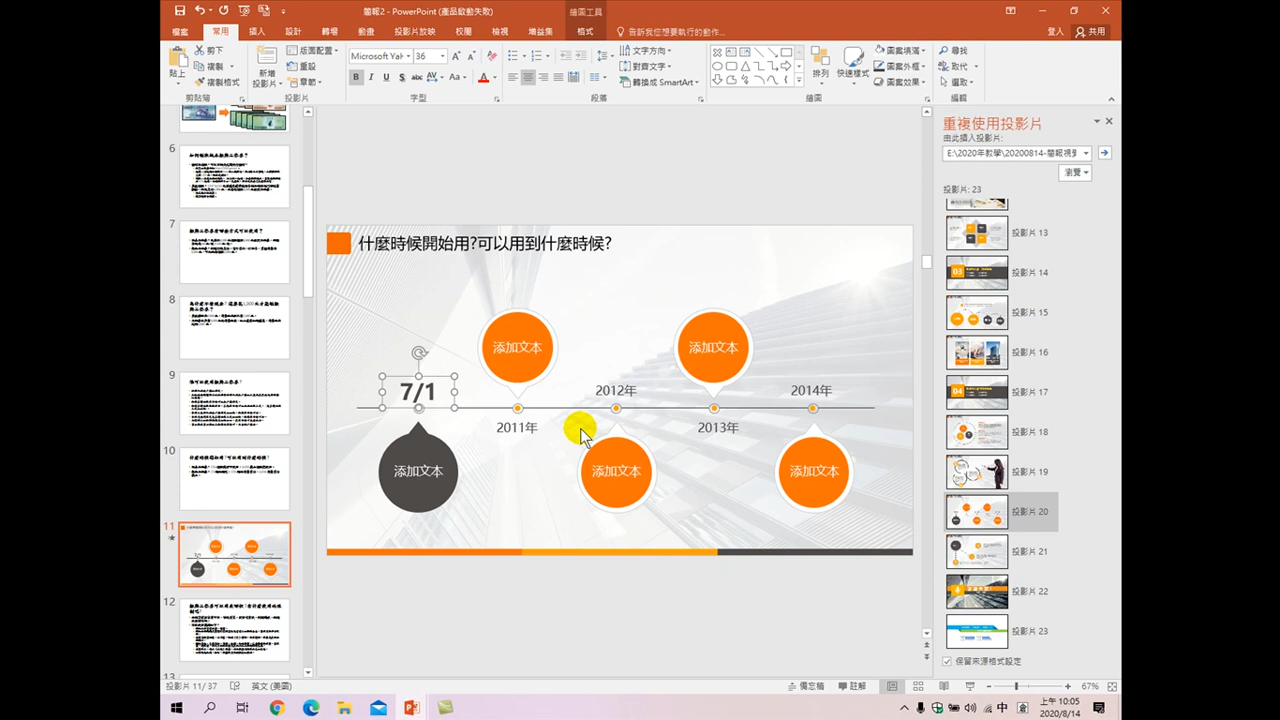 簡報2 - PowerPoint (產品啟動失敗)
繪圖工具
檔案
常用
插入
設計
轉場
動畫
投影片放映
校閱
檢視
增益集
格式
告訴我您想要執行的動作...
登入
共用
貼上
剪下
複製
複製格式
新增
投影片
版面配置
重設
章節
Microsoft Yah
36
文字方向
對齊文字
轉換成 SmartArt
排列
快速樣式
圖案填滿
圖案外框
圖案效果
尋找
取代
選取
剪貼簿
投影片
字型
段落
繪圖
編輯
6
7
8
9
10
11
12
13
什麼時候開始用?可以用到什麼時候?
添加文本
添加文本
7/1
2012年
2014年
2011年
2013年
添加文本
添加文本
添加文本
重複使用投影片
由此插入投影片:
E:\2020年教學\20200814-簡報視覺
瀏覽
投影片: 23
投影片 13
投影片 14
投影片 15
投影片 16
投影片 17
投影片 18
投影片 19
投影片 20
投影片 21
投影片 22
投影片 23
保留來源格式設定
投影片 11/ 37
英文 (美國)
備忘稿
註解
67%
中
上午 10:05
2020/8/14